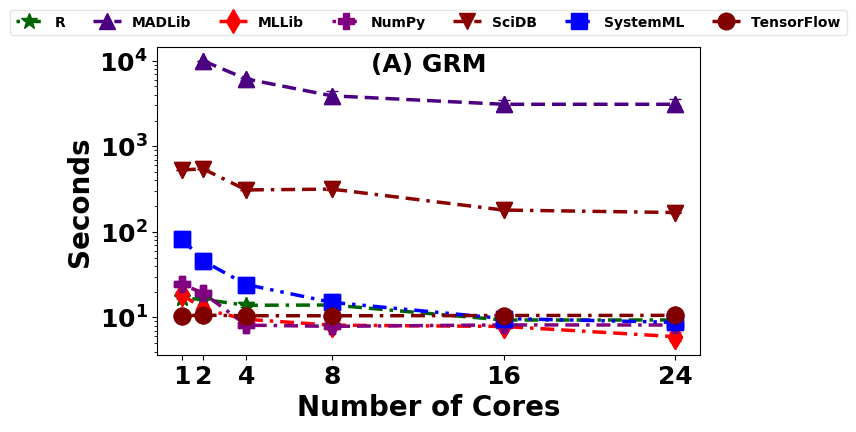 R MADLib MLLib NumPy SciDB SystemML TensorFlow
(A) GRM
Seconds
10^4
10^3
10^2
10^1
1 2 4 8 16 24
Number of Cores